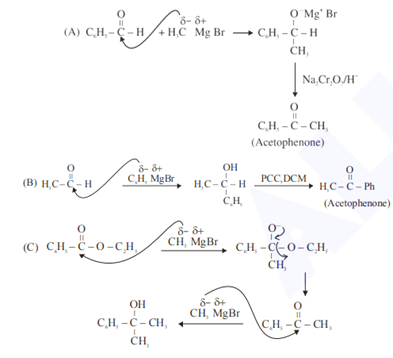 O
δ– δ+
O⁻Mg⁺ Br
(A) C₆H₅ – C – H + H₃C Mg Br → C₆H₅ – C – H
CH₃
Na₂Cr₂O₇/H⁺
O
C₆H₅ – C – CH₃
(Acetophenone)
O
δ– δ+
OH
O
(B) H₃C – C – H C₆H₅ MgBr → H₃C – C – H PCC,DCM → H₃C – C – Ph
C₆H₅
(Acetophenone)
O
δ– δ+
O⁻
(C) C₆H₅ – C – O – C₂H₅ CH₃ MgBr → C₆H₅ – C – O – C₂H₅
CH₃
OH
δ– δ+
O
C₆H₅ – C – CH₃ ← CH₃ MgBr C₆H₅ – C – CH₃
CH₃